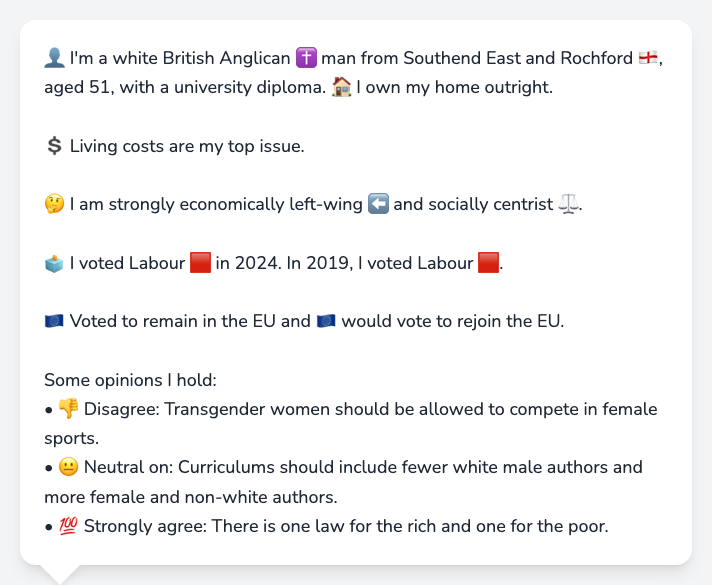 👤 I'm a white British Anglican ✝️ man from Southend East and Rochford 🏴󠁧󠁢󠁥󠁮󠁧󠁿,
aged 51, with a university diploma. 🏠 I own my home outright.
💲 Living costs are my top issue.
🤔 I am strongly economically left-wing ⬅️ and socially centrist ⚖️.
🗳️ I voted Labour 🟥 in 2024. In 2019, I voted Labour 🟥.
🇪🇺 Voted to remain in the EU and 🇪🇺 would vote to rejoin the EU.
Some opinions I hold:
• 👎 Disagree: Transgender women should be allowed to compete in female
sports.
• 😐 Neutral on: Curriculums should include fewer white male authors and
more female and non-white authors.
• 💯 Strongly agree: There is one law for the rich and one for the poor.